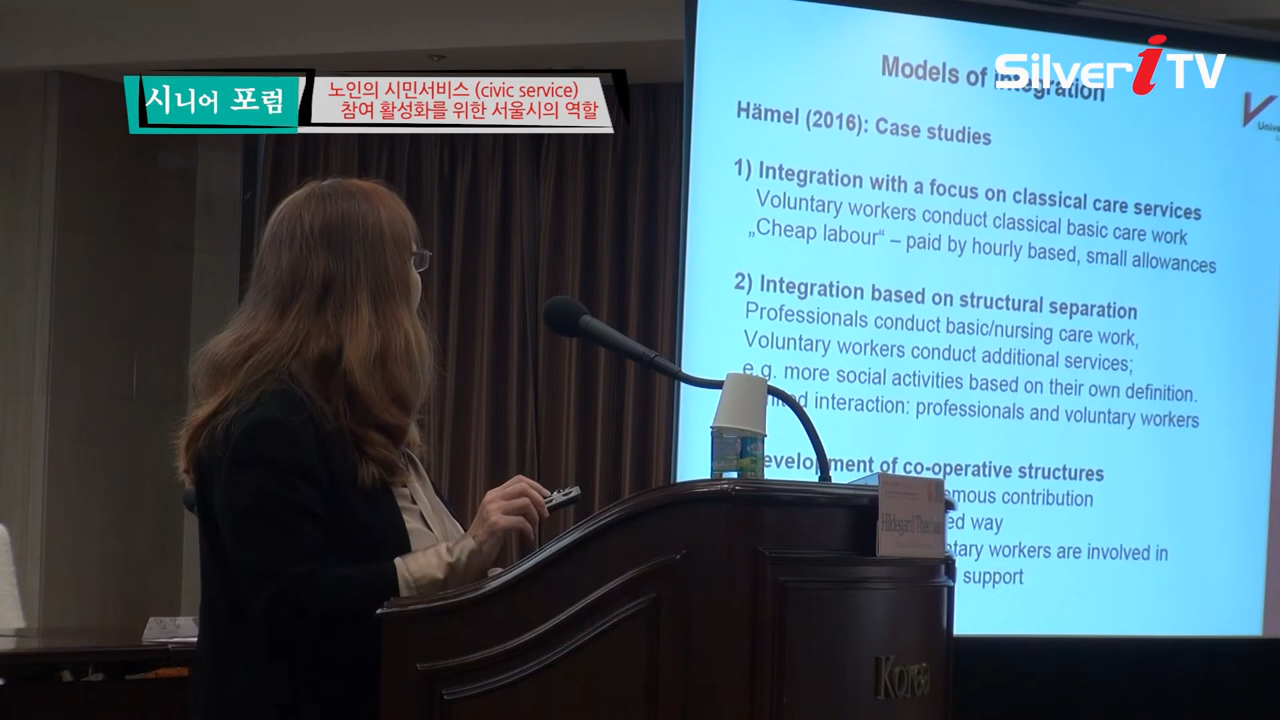 시니어 포럼
노인의 시민서비스 (civic service)
참여 활성화를 위한 서울시의 역할
Silver i TV
Models of Integration
Hämel (2016): Case studies
1) Integration with a focus on classical care services
Voluntary workers conduct classical basic care work
„Cheap labour“ – paid by hourly based, small allowances
2) Integration based on structural separation
Professionals conduct basic/nursing care work,
Voluntary workers conduct additional services;
e.g. more social activities based on their own definition.
interaction: professionals and voluntary workers
of co-operative structures
contribution
way
workers are involved in
support
Hildegard
Korea